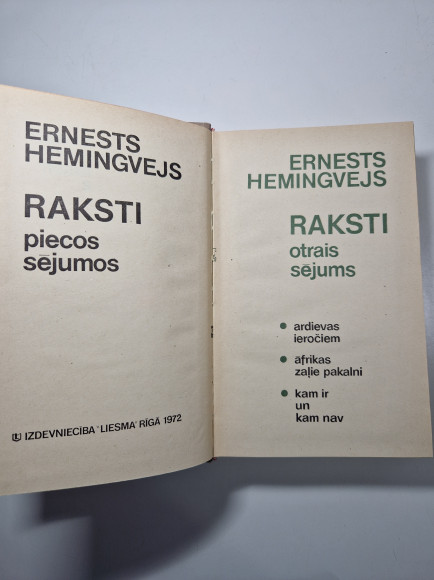 ERNESTS
HEMINGVEJS
RAKSTI
piecos
sējumos
IZDEVNIECĪBA "LIESMA" RĪGĀ 1972
ERNESTS
HEMINGVEJS
RAKSTI
otrais
sējums
• ardievas
ieročiem
• āfrikas
zaļie pakalni
• kam ir
un
kam nav